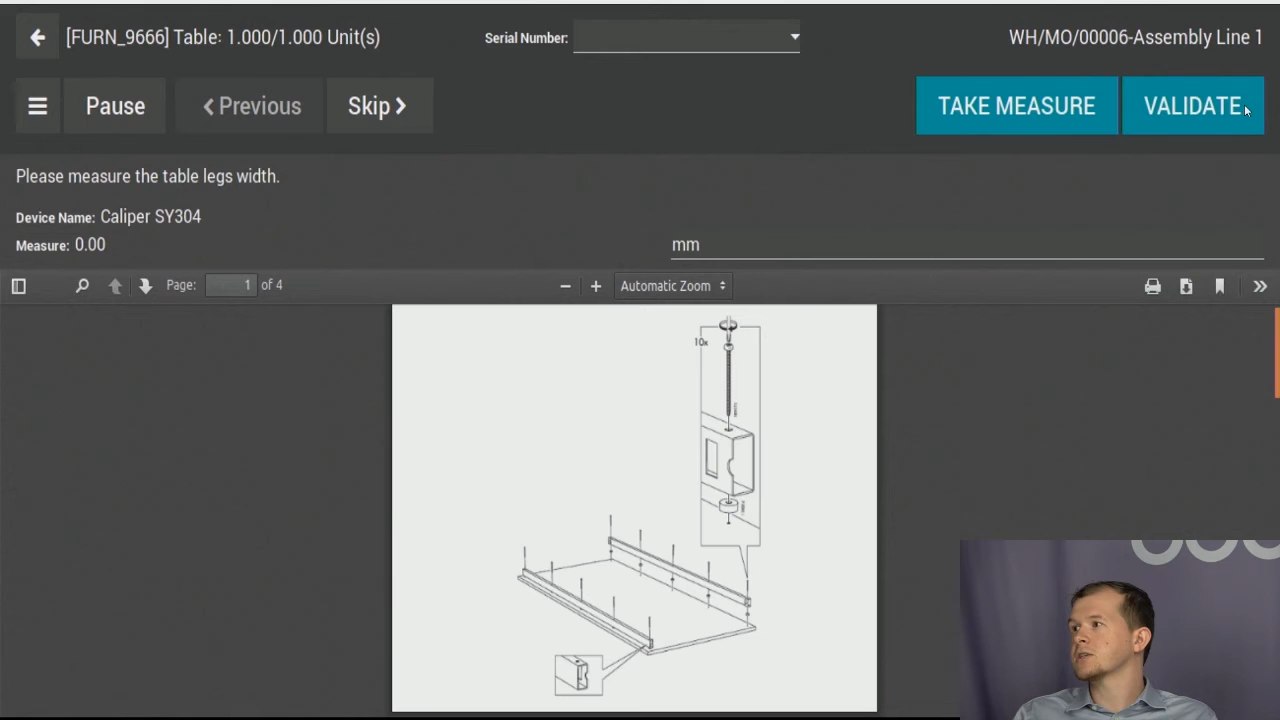 [FURN_9666] Table: 1.000/1.000 Unit(s)
Serial Number:
WH/MO/00006-Assembly Line 1
Pause
Previous
Skip
TAKE MEASURE
VALIDATE
Please measure the table legs width.
Device Name: Caliper SY304
Measure: 0.00
mm
Page: 1 of 4
Automatic Zoom
10x